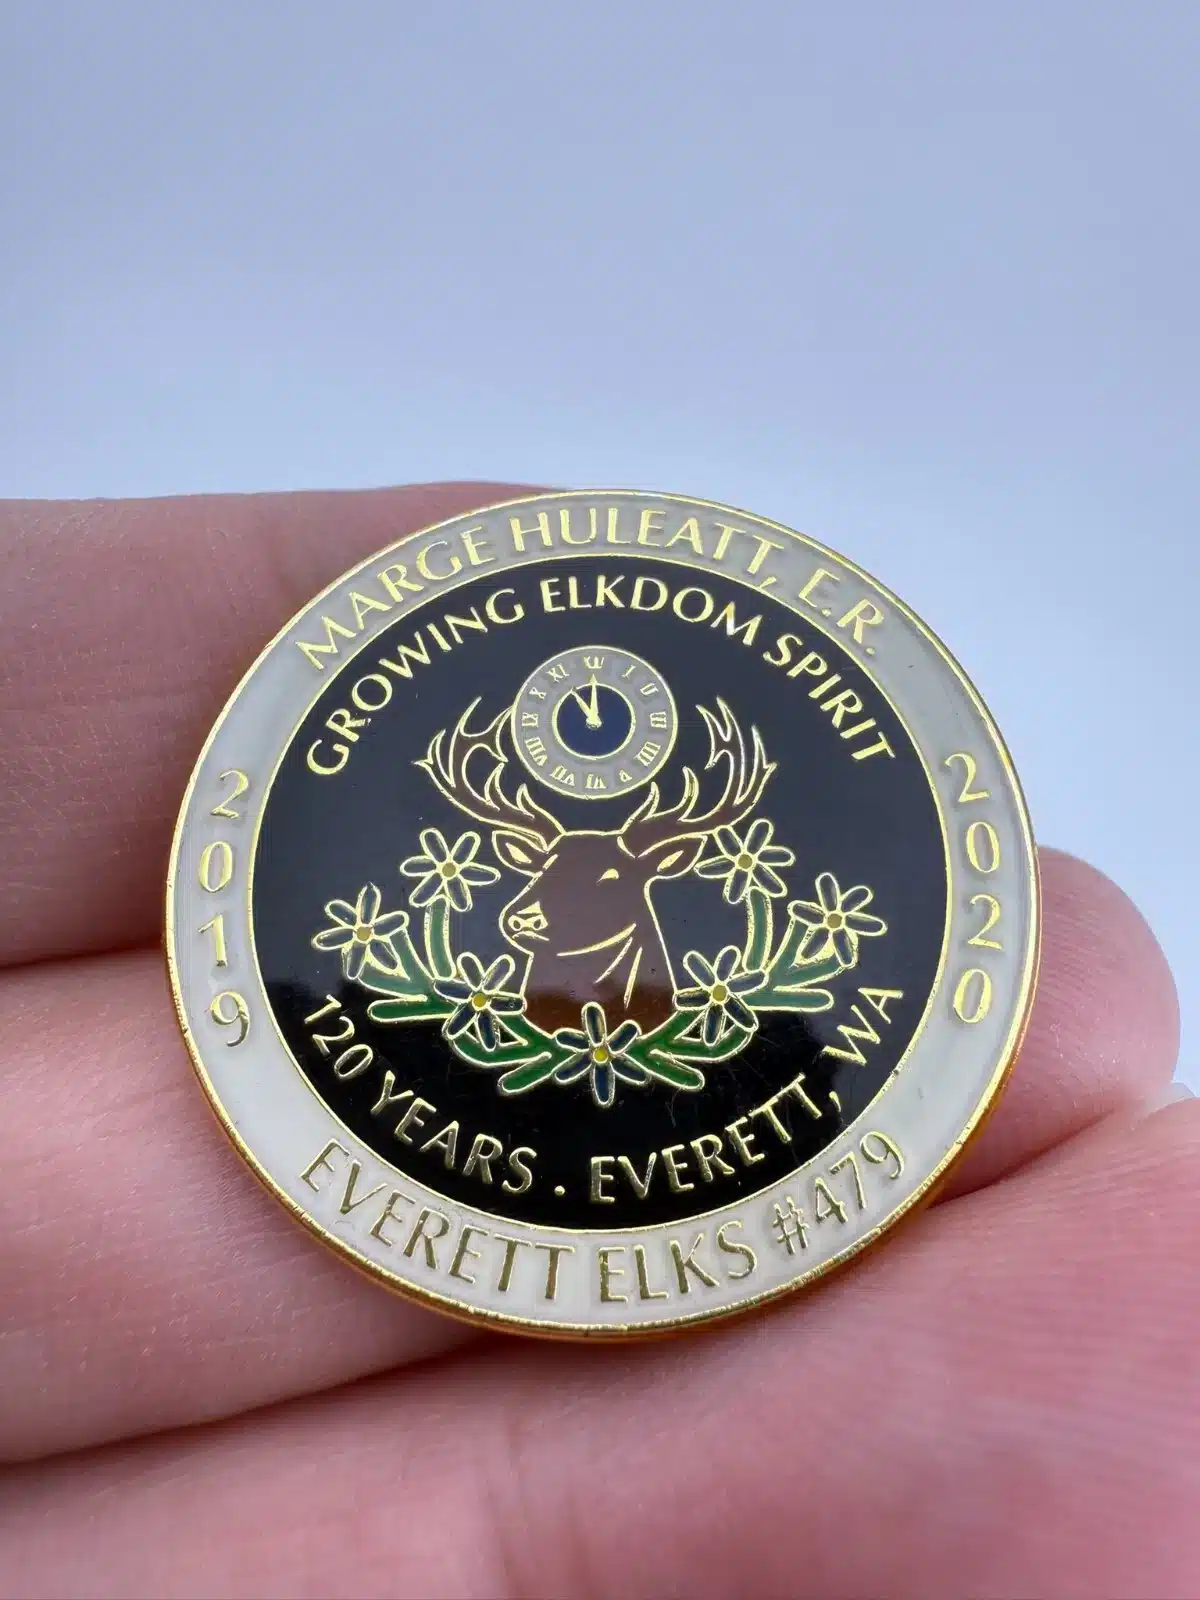 MARGE HULEATT, E.R.
GROWING ELKDOM SPIRIT
2019
2020
120 YEARS . EVERETT, WA
EVERETT ELKS #479